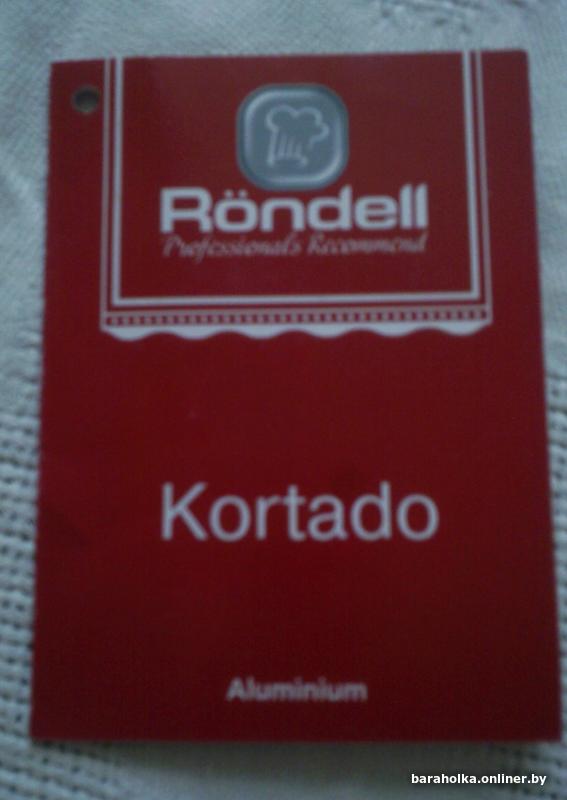 Röndell
Professionals Recommend
Kortado
Aluminium
baraholka.onliner.by